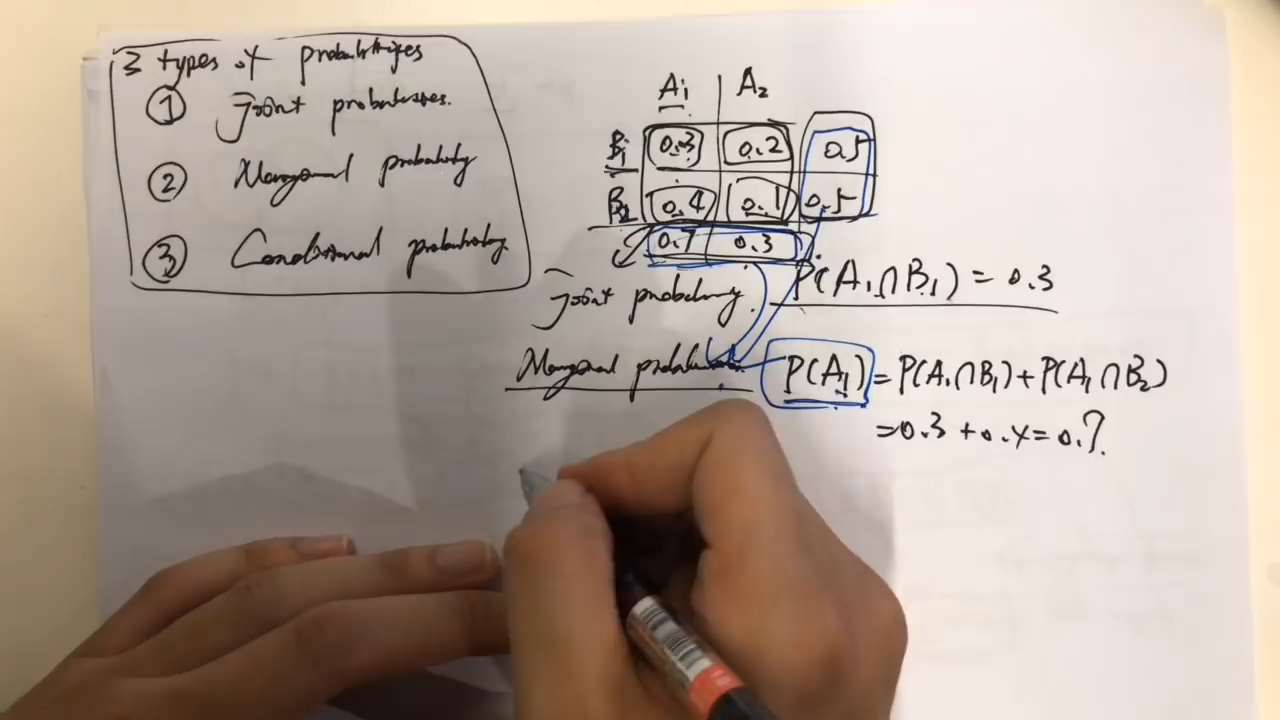 3 types of probabilities
① Joint probabilities.
② Marginal probability
③ Conditional probability
A1 A2
B1 0.3 0.2 0.5
B2 0.4 0.1 0.5
0.7 0.3
Joint probability.
P(A1∩B1) = 0.3
Marginal
P(A1) = P(A1∩B1)+P(A1∩B2)
=0.3+0.4=0.7